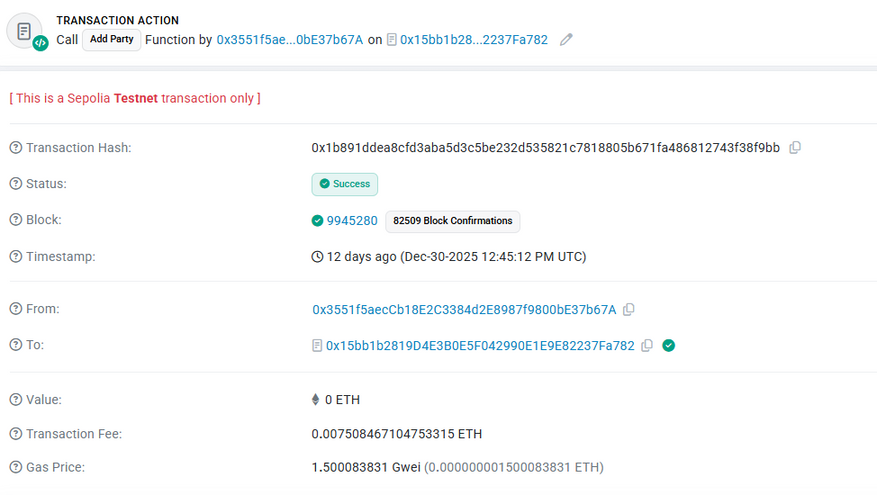 TRANSACTION ACTION
Call Add Party Function by 0x3551f5ae...0bE37b67A on 0x15bb1b28...2237Fa782
[ This is a Sepolia Testnet transaction only ]
Transaction Hash: 0x1b891ddea8cfd3aba5d3c5be232d535821c7818805b671fa486812743f38f9bb
Status: Success
Block: 9945280 82509 Block Confirmations
Timestamp: 12 days ago (Dec-30-2025 12:45:12 PM UTC)
From: 0x3551f5aecCb18E2C3384d2E8987f9800bE37b67A
To: 0x15bb1b2819D4E3B0E5F042990E1E9E82237Fa782
Value: 0 ETH
Transaction Fee: 0.007508467104753315 ETH
Gas Price: 1.500083831 Gwei (0.000000001500083831 ETH)